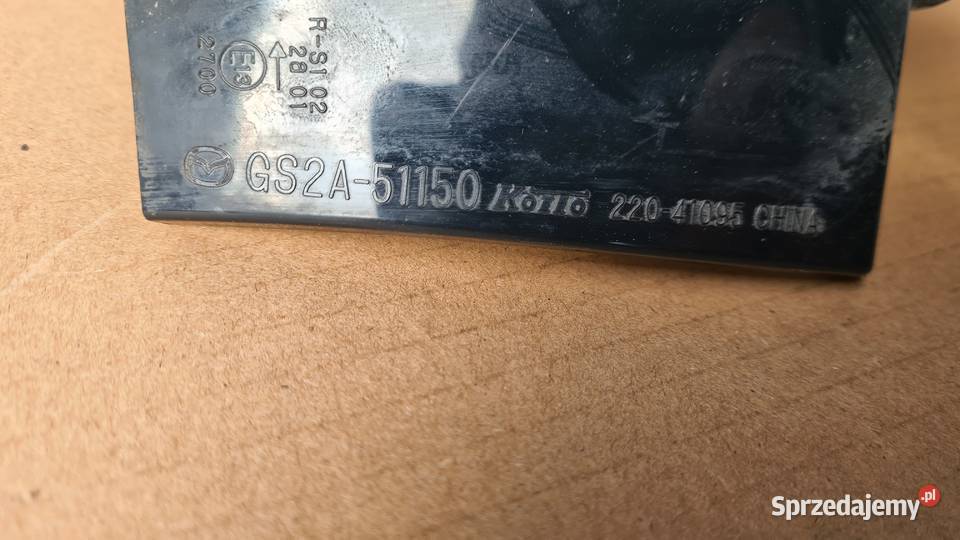 R-S1 02
28 01
E13
2700
GS2A-51150 Koito 220-41095 CHINA
Sprzedajemy.pl